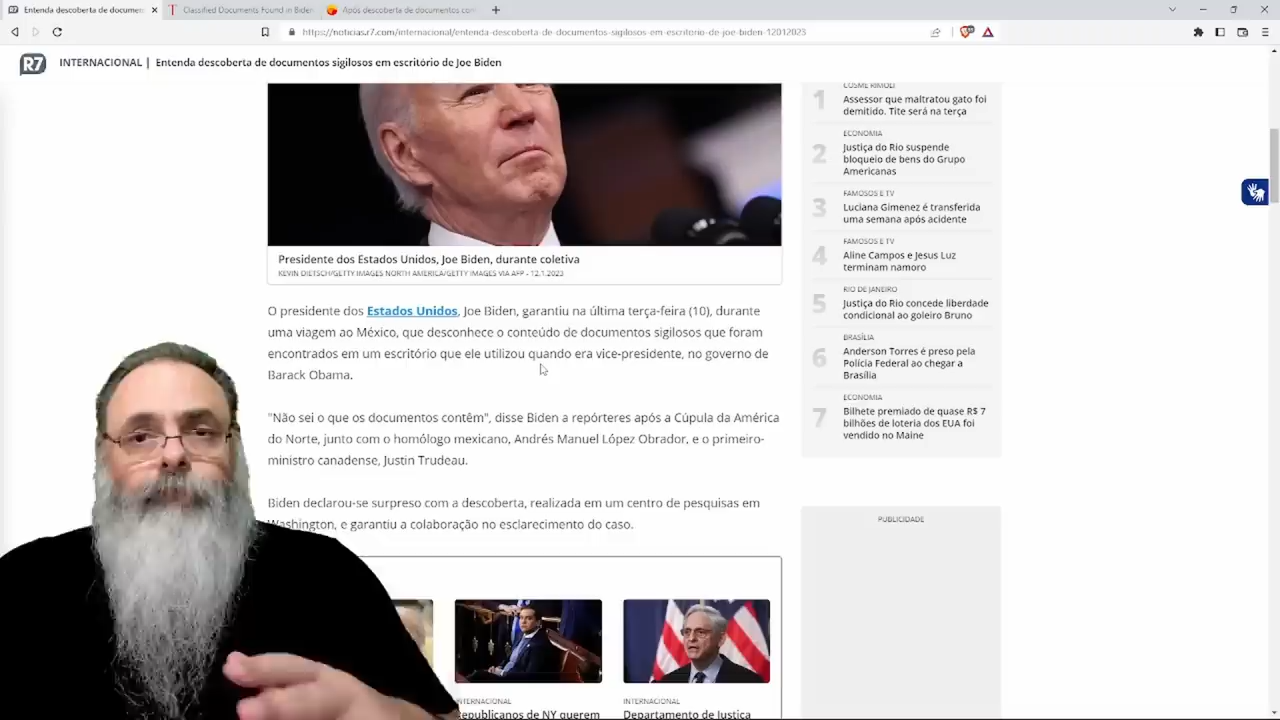 Entenda descoberta de documen
Classified Documents Found in Biden
Após descoberta de documentos com
https://noticias.r7.com/internacional/entenda-descoberta-de-documentos-sigilosos-em-escritorio-de-joe-biden-12012023
R7
INTERNACIONAL | Entenda descoberta de documentos sigilosos em escritório de Joe Biden
Presidente dos Estados Unidos, Joe Biden, durante coletiva
KEVIN DIETSCH/GETTY IMAGES NORTH AMERICA/GETTY IMAGES VIA AFP - 12.1.2023
O presidente dos Estados Unidos, Joe Biden, garantiu na última terça-feira (10), durante
uma viagem ao México, que desconhece o conteúdo de documentos sigilosos que foram
encontrados em um escritório que ele utilizou quando era vice-presidente, no governo de
Barack Obama.
"Não sei o que os documentos contêm", disse Biden a repórteres após a Cúpula da América
do Norte, junto com o homólogo mexicano, Andrés Manuel López Obrador, e o primeiro-
ministro canadense, Justin Trudeau.
Biden declarou-se surpreso com a descoberta, realizada em um centro de pesquisas em
Washington, e garantiu a colaboração no esclarecimento do caso.
INTERNACIONAL
Republicanos de NY querem
INTERNACIONAL
Departamento de Justiça
COSME RÍMOLI
1
Assessor que maltratou gato foi
demitido. Tite será na terça
ECONOMIA
2
Justiça do Rio suspende
bloqueio de bens do Grupo
Americanas
FAMOSOS E TV
3
Luciana Gimenez é transferida
uma semana após acidente
FAMOSOS E TV
4
Aline Campos e Jesus Luz
terminam namoro
RIO DE JANEIRO
5
Justiça do Rio concede liberdade
condicional ao goleiro Bruno
BRASÍLIA
6
Anderson Torres é preso pela
Polícia Federal ao chegar a
Brasília
ECONOMIA
7
Bilhete premiado de quase R$ 7
bilhões de loteria dos EUA foi
vendido no Maine
PUBLICIDADE